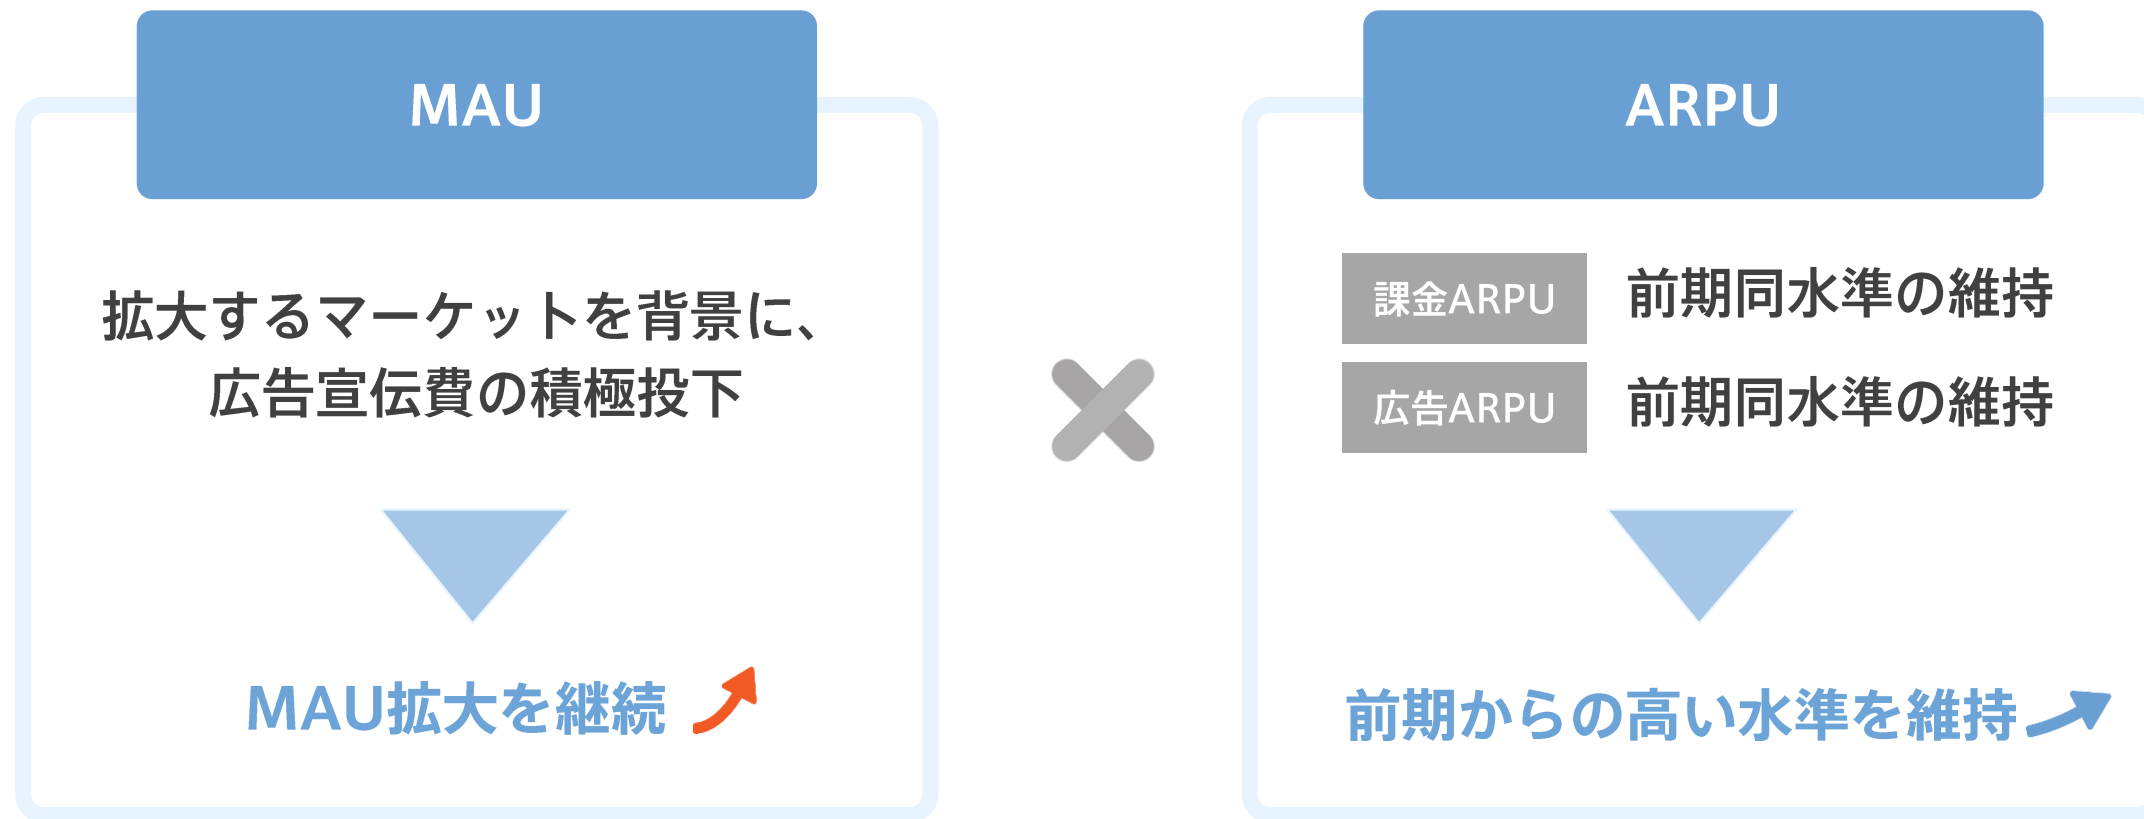 MAU
拡大するマーケットを背景に、
広告宣伝費の積極投下
MAU拡大を継続
ARPU
課金ARPU 前期同水準の維持
広告ARPU 前期同水準の維持
前期からの高い水準を維持